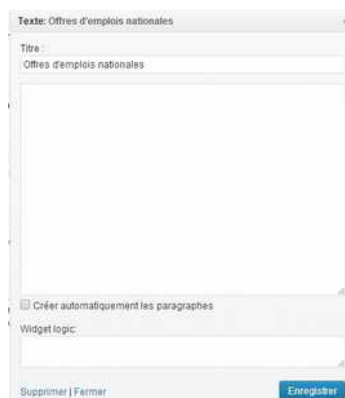 Texte: Offres d'emplois nationales
Titre :
Offres d'emplois nationales
Créer automatiquement les paragraphes
Widget logic:
Supprimer | Fermer
Enregistrer